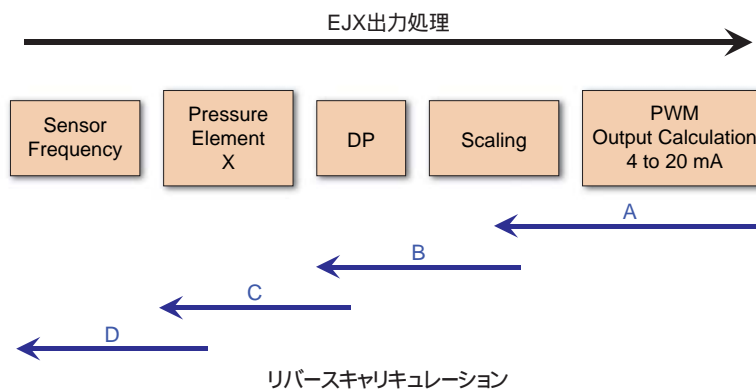 EJX出力処理
Sensor
Frequency
Pressure
Element
X
DP
Scaling
PWM
Output Calculation
4 to 20 mA
A
B
C
D
リバースキャリキュレーション